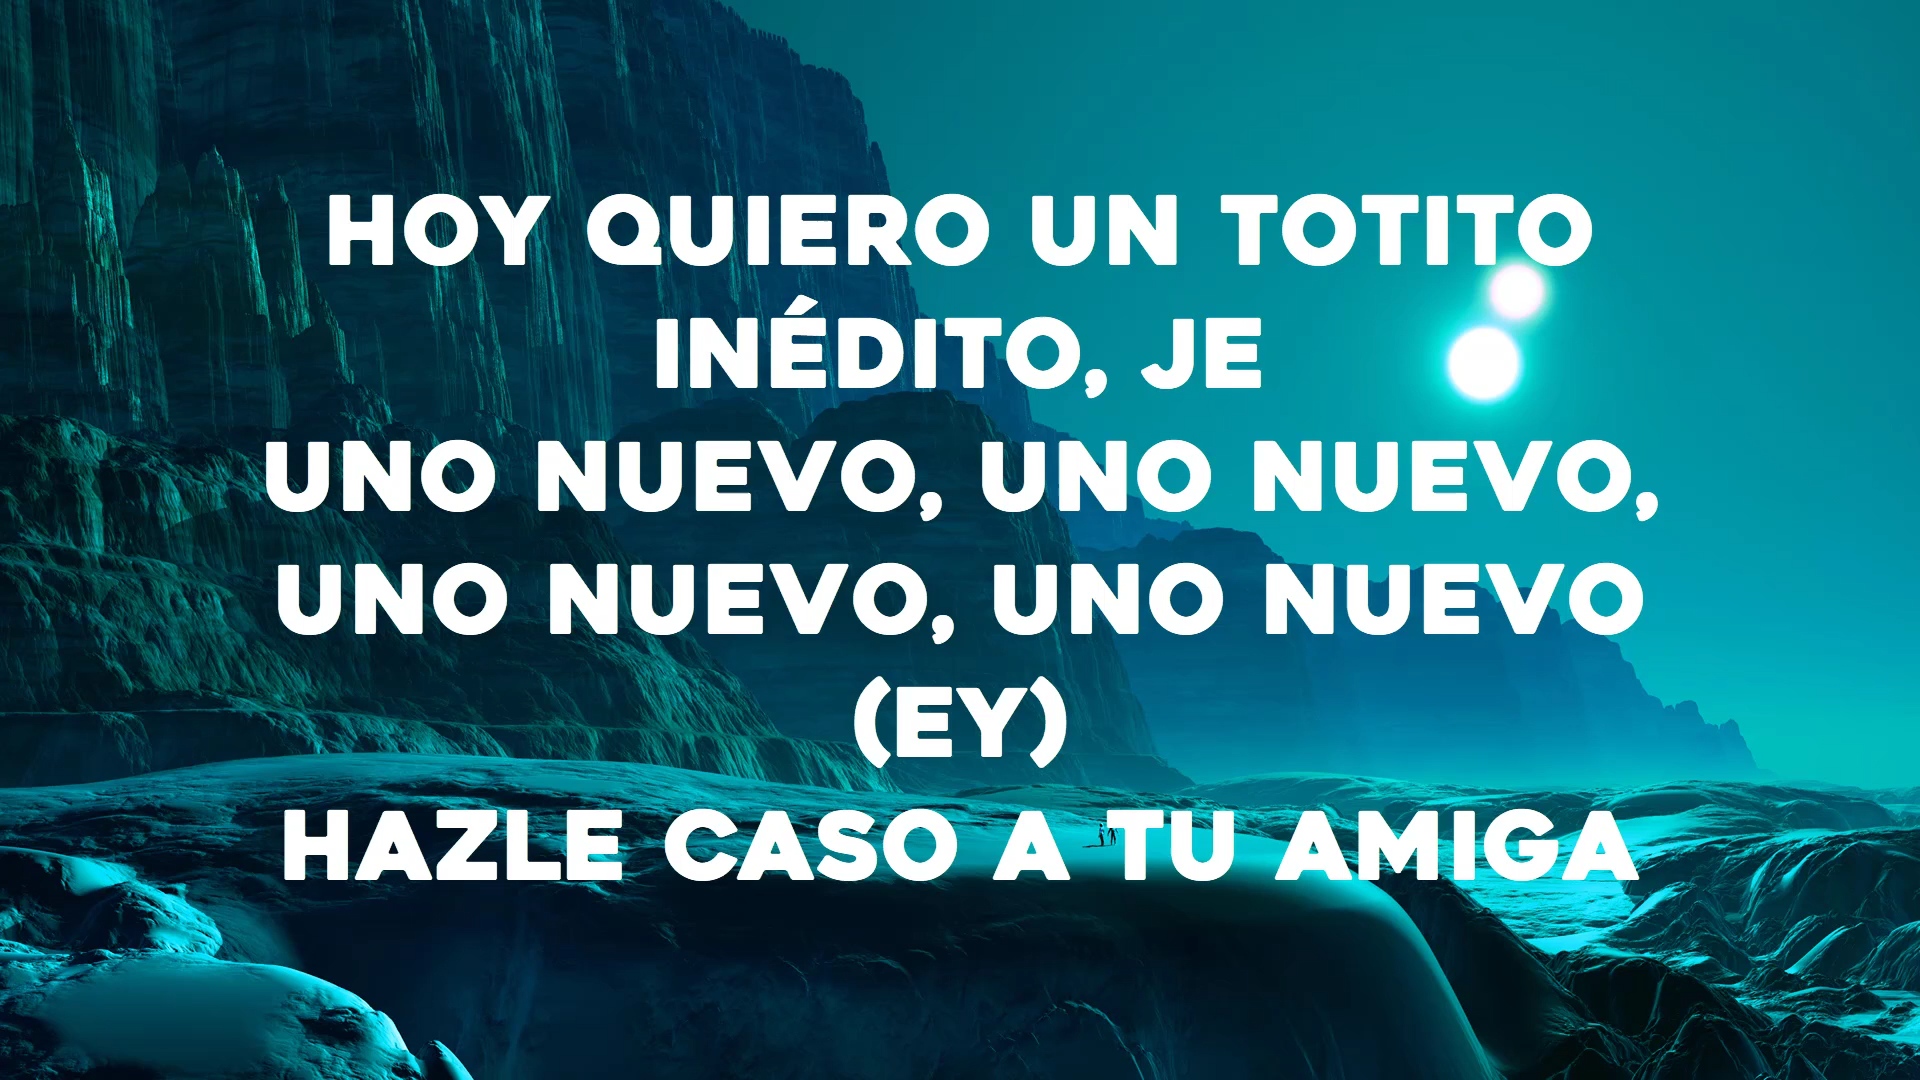 HOY QUIERO UN TOTITO
INÉDITO, JE
UNO NUEVO, UNO NUEVO,
UNO NUEVO, UNO NUEVO
(EY)
HAZLE CASO A TU AMIGA